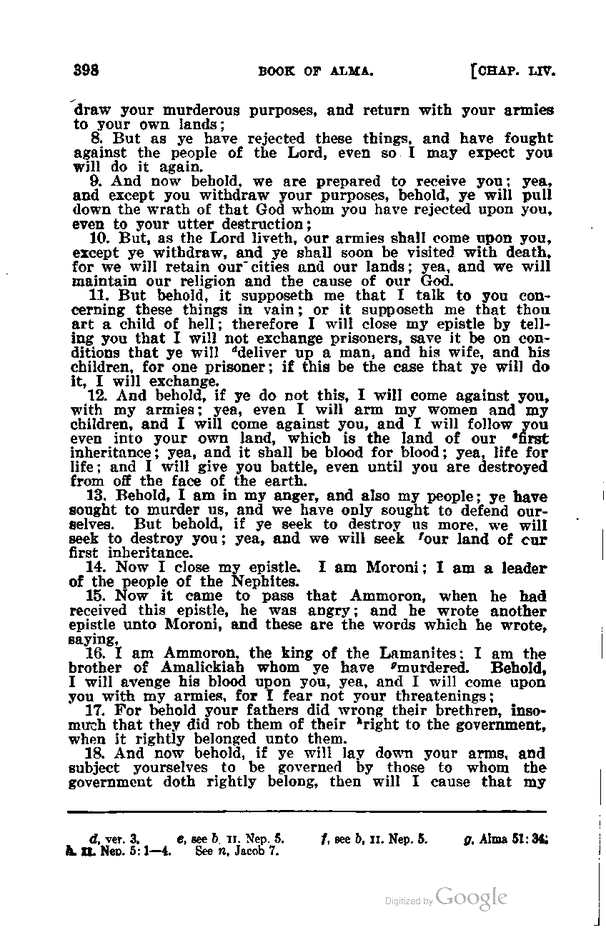 398 BOOK OF ALMA. [CHAP. LIV.
draw your murderous purposes, and return with your armies
to your own lands;
8. But as ye have rejected these things, and have fought
against the people of the Lord, even so I may expect you
will do it again.
9. And now behold, we are prepared to receive you; yea,
and except you withdraw your purposes, behold, ye will pull
down the wrath of that God whom you have rejected upon you,
even to your utter destruction;
10. But, as the Lord liveth, our armies shall come upon you,
except ye withdraw, and ye shall soon be visited with death,
for we will retain our cities and our lands; yea, and we will
maintain our religion and the cause of our God.
11. But behold, it supposeth me that I talk to you con-
cerning these things in vain; or it supposeth me that thou
art a child of hell; therefore I will close my epistle by tell-
ing you that I will not exchange prisoners, save it be on con-
ditions that ye will ᵈdeliver up a man, and his wife, and his
children, for one prisoner; if this be the case that ye will do
it, I will exchange.
12. And behold, if ye do not this, I will come against you,
with my armies; yea, even I will arm my women and my
children, and I will come against you, and I will follow you
even into your own land, which is the land of our ᵉfirst
inheritance; yea, and it shall be blood for blood; yea, life for
life; and I will give you battle, even until you are destroyed
from off the face of the earth.
13. Behold, I am in my anger, and also my people; ye have
sought to murder us, and we have only sought to defend our-
selves. But behold, if ye seek to destroy us more, we will
seek to destroy you; yea, and we will seek ᶠour land of our
first inheritance.
14. Now I close my epistle. I am Moroni; I am a leader
of the people of the Nephites.
15. Now it came to pass that Ammoron, when he had
received this epistle, he was angry; and he wrote another
epistle unto Moroni, and these are the words which he wrote,
saying,
16. I am Ammoron, the king of the Lamanites; I am the
brother of Amalickiah whom ye have ᵍmurdered. Behold,
I will avenge his blood upon you, yea, and I will come upon
you with my armies, for I fear not your threatenings;
17. For behold your fathers did wrong their brethren, inso-
much that they did rob them of their ʰright to the government,
when it rightly belonged unto them.
18. And now behold, if ye will lay down your arms, and
subject yourselves to be governed by those to whom the
government doth rightly belong, then will I cause that my
d, ver. 3. e, see b, II. Nep. 5. f, see b, II. Nep. 5. g, Alma 51: 34;
h. II. Nep. 5: 1—4. See n, Jacob 7.
Digitized by Google